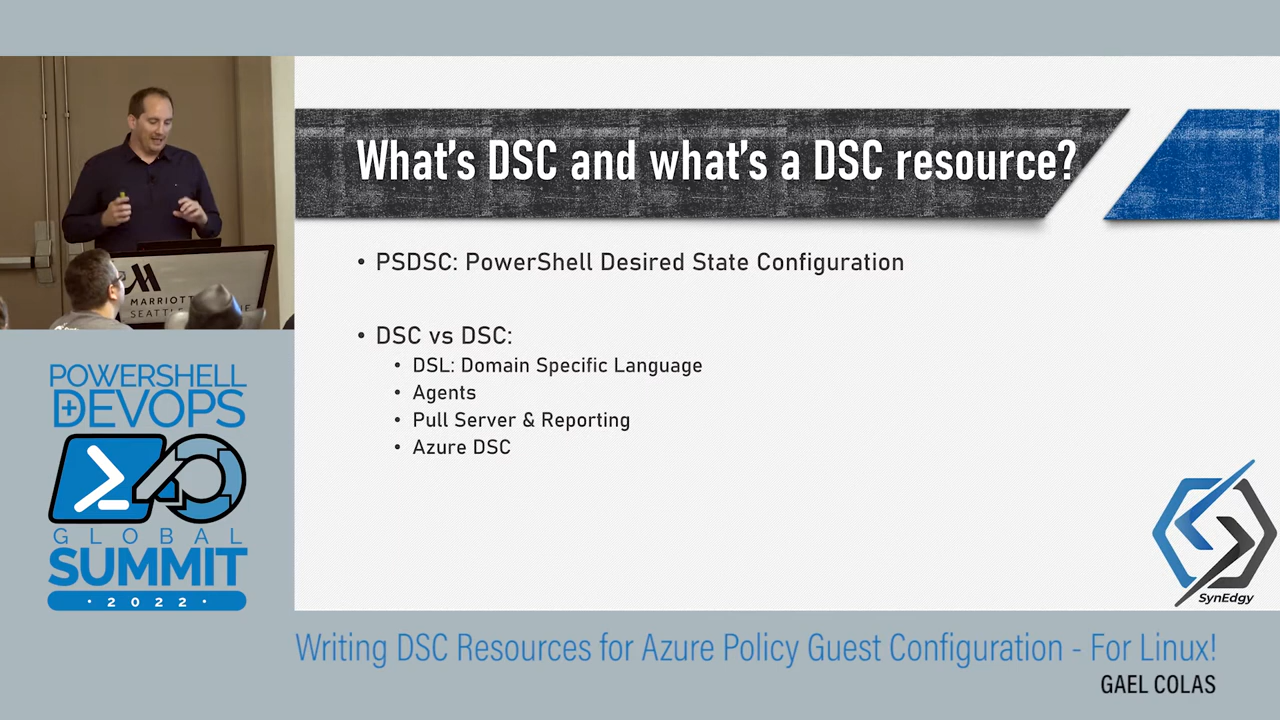 What's DSC and what's a DSC resource?
• PSDSC: PowerShell Desired State Configuration
• DSC vs DSC:
• DSL: Domain Specific Language
• Agents
• Pull Server & Reporting
• Azure DSC
SynEdgy
MARRIOTT
SEATTLE
POWERSHELL
+DEVOPS
GLOBAL
SUMMIT
· 2022 ·
Writing DSC Resources for Azure Policy Guest Configuration - For Linux!
GAEL COLAS